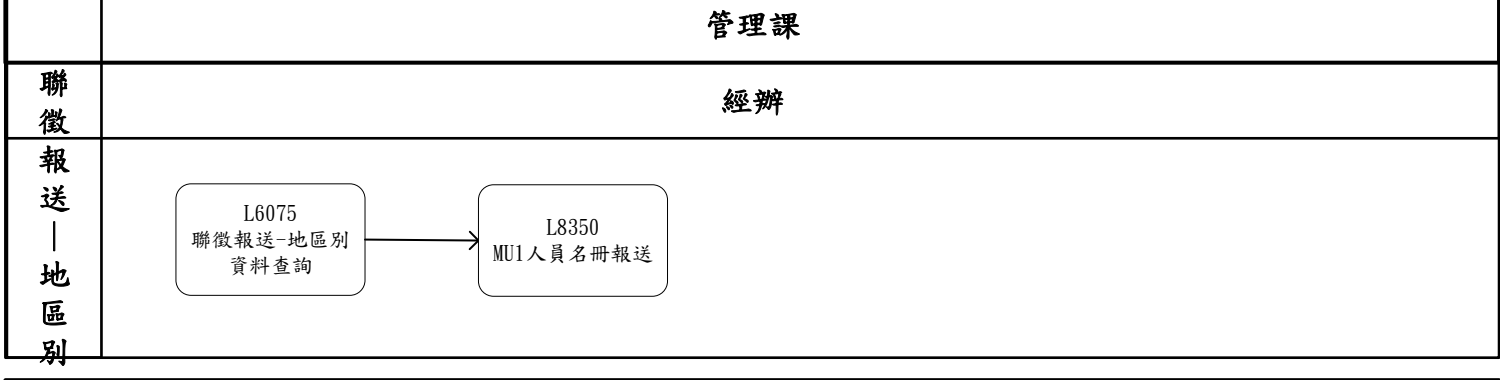 管理課
經辦
聯徵報送—地區別
L6075
聯徵報送-地區別
資料查詢
L8350
MU1人員名冊報送